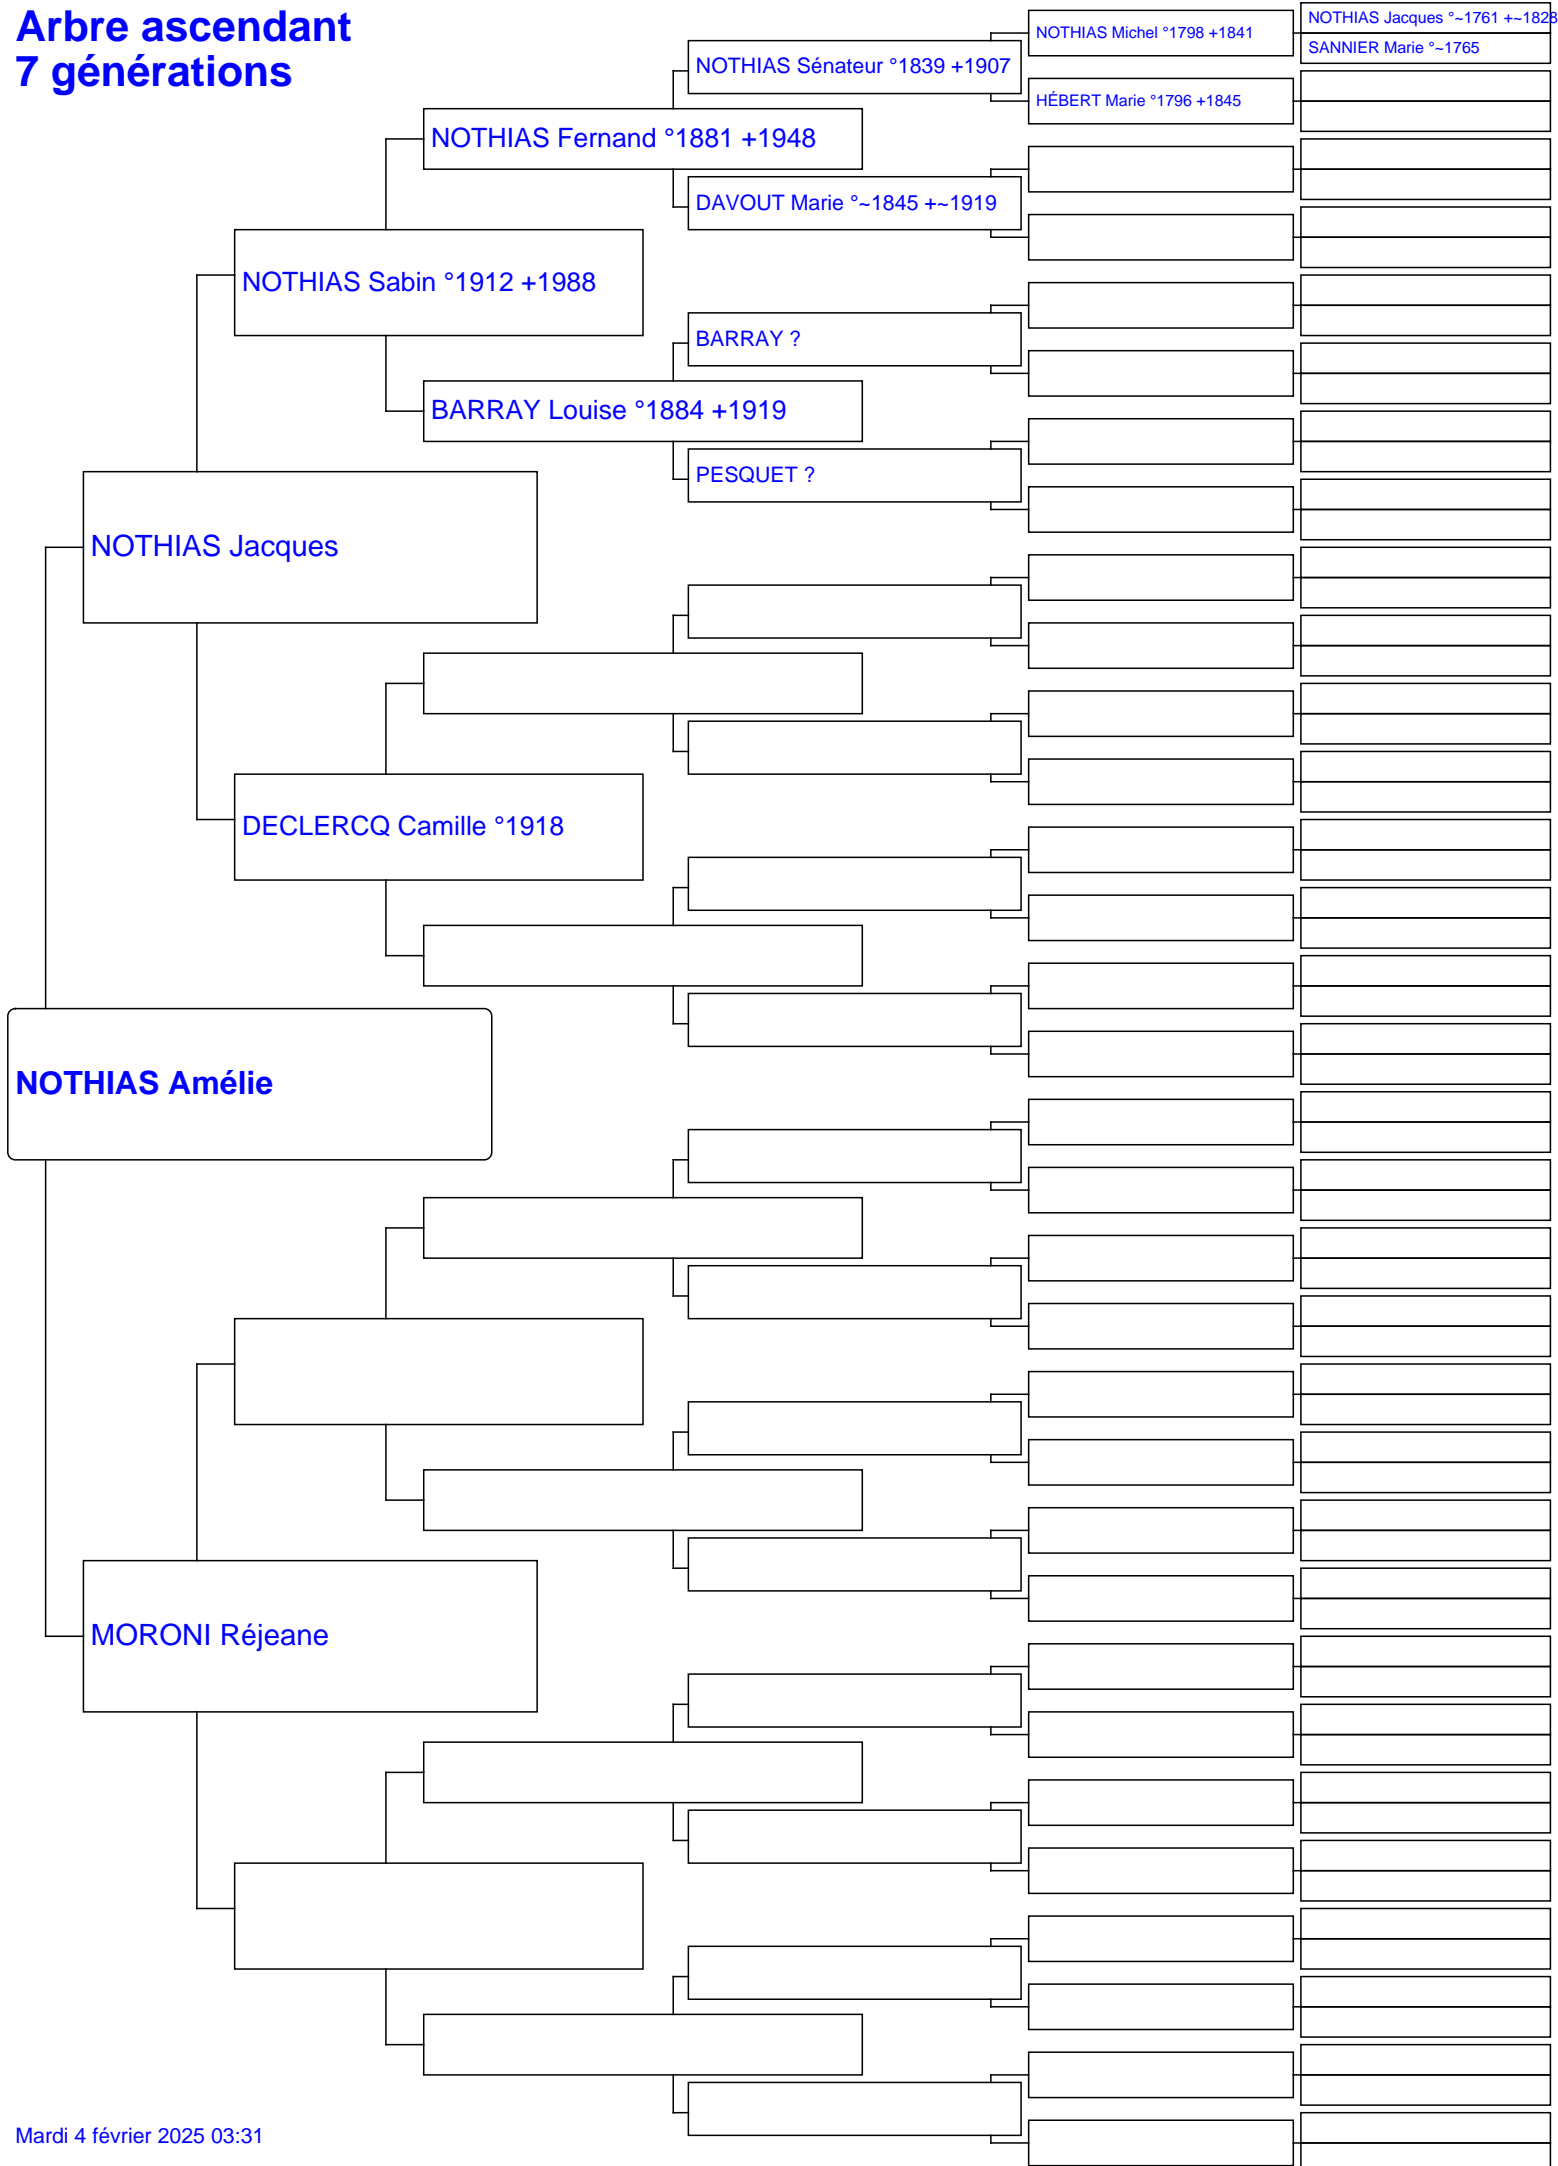 Arbre ascendant
7 générations
NOTHIAS Jacques °~1761 +~1828
NOTHIAS Michel °1798 +1841
SANNIER Marie °~1765
NOTHIAS Sénateur °1839 +1907
HÉBERT Marie °1796 +1845
NOTHIAS Fernand °1881 +1948
DAVOUT Marie °~1845 +~1919
NOTHIAS Sabin °1912 +1988
BARRAY ?
BARRAY Louise °1884 +1919
PESQUET ?
NOTHIAS Jacques
DECLERCQ Camille °1918
NOTHIAS Amélie
MORONI Réjeane
Mardi 4 février 2025 03:31